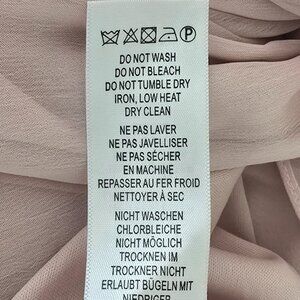 P
DO NOT WASH
DO NOT BLEACH
DO NOT TUMBLE DRY
IRON, LOW HEAT
DRY CLEAN
NE PAS LAVER
NE PAS JAVELLISER
NE PAS SÉCHER
EN MACHINE
REPASSER AU FER FROID
NETTOYER À SEC
NICHT WASCHEN
CHLORBLEICHE
NICHT MÖGLICH
TROCKNEN IM
TROCKNER NICHT
ERLAUBT BÜGELN MIT
NIEDRIGER